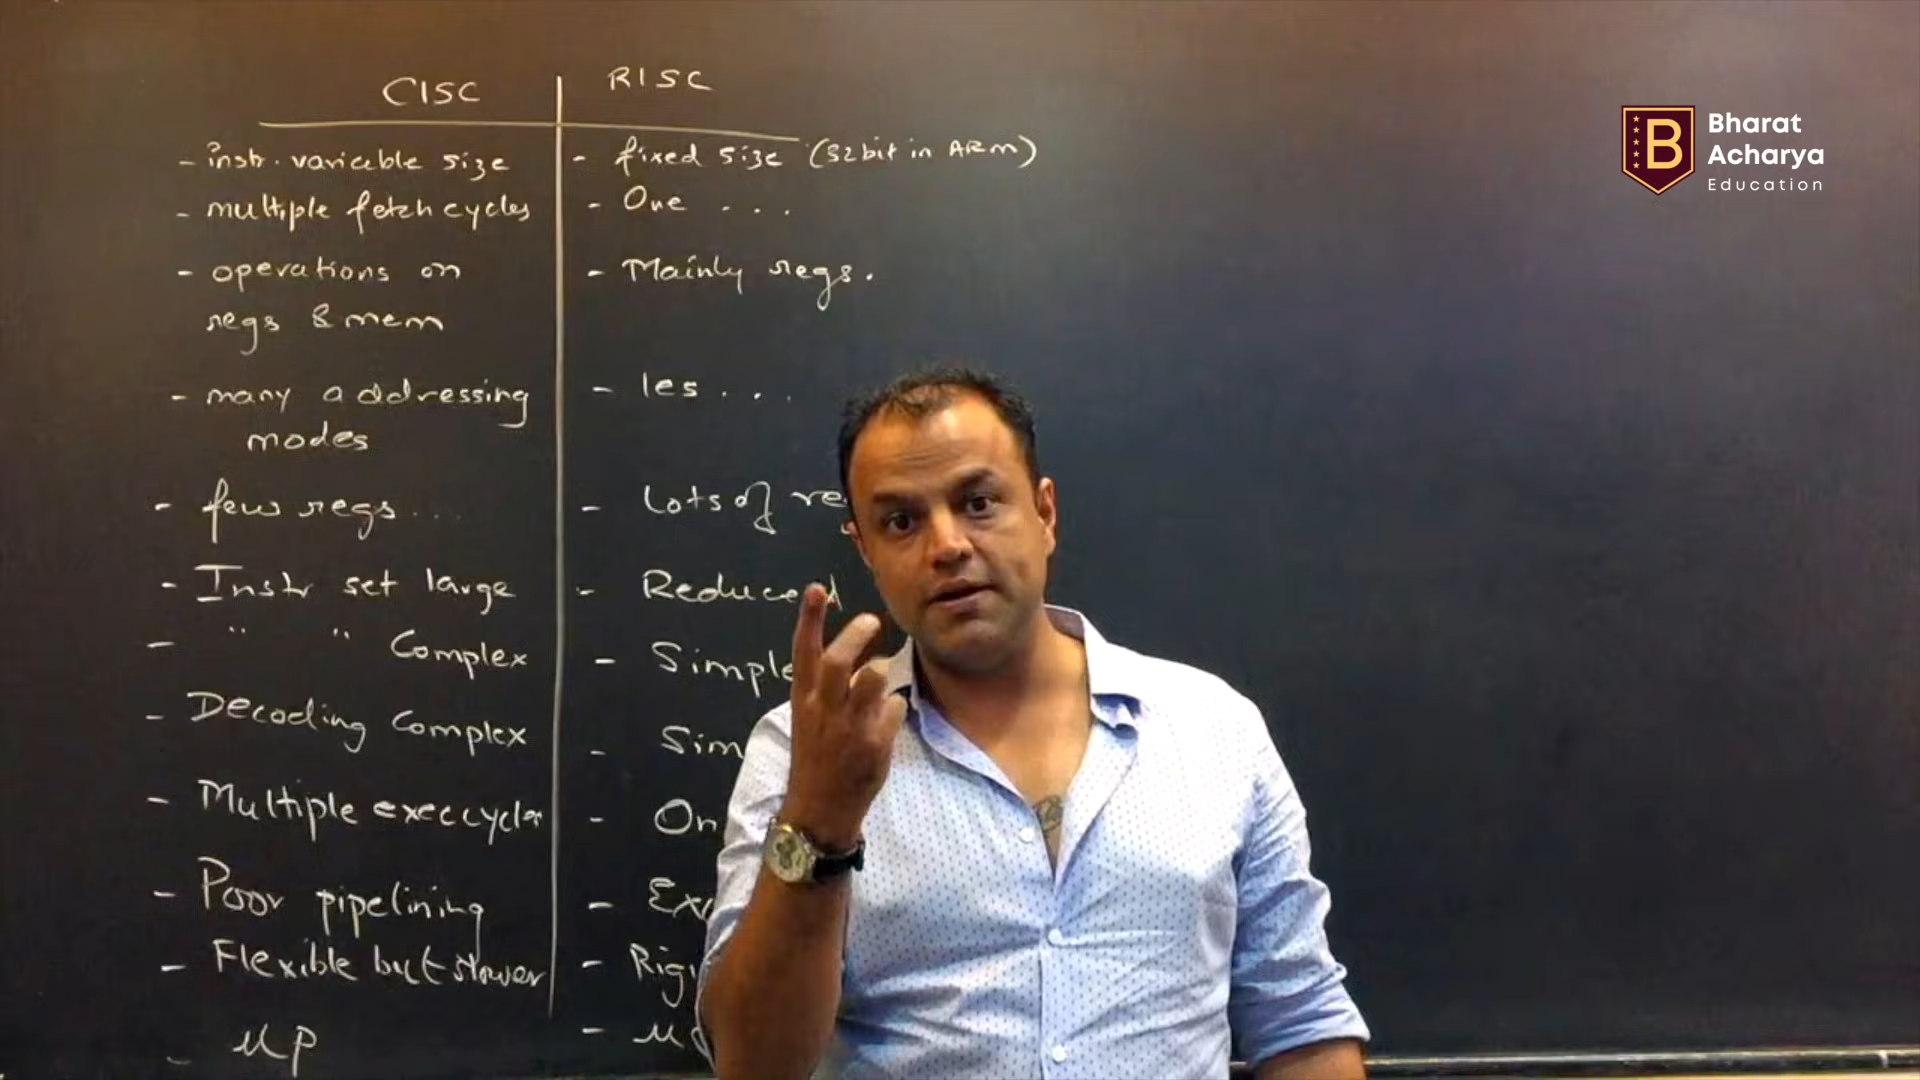 CISC
RISC
- instr. variable size
- fixed size (32bit in ARM)
- multiple fetch cycles
- One . . .
- operations on
regs & mem
- Mainly regs.
- many addressing
modes
- les . . .
- few regs . . .
- Lots of re
- Instr set large
- Reduced
- " " Complex
- Simple
- Decoding Complex
- Sim
- Multiple exec cycles
- On
- Poor pipelining
- Ex
- Flexible but slower
- Rig
- μP
- μ
B
Bharat
Acharya
Education